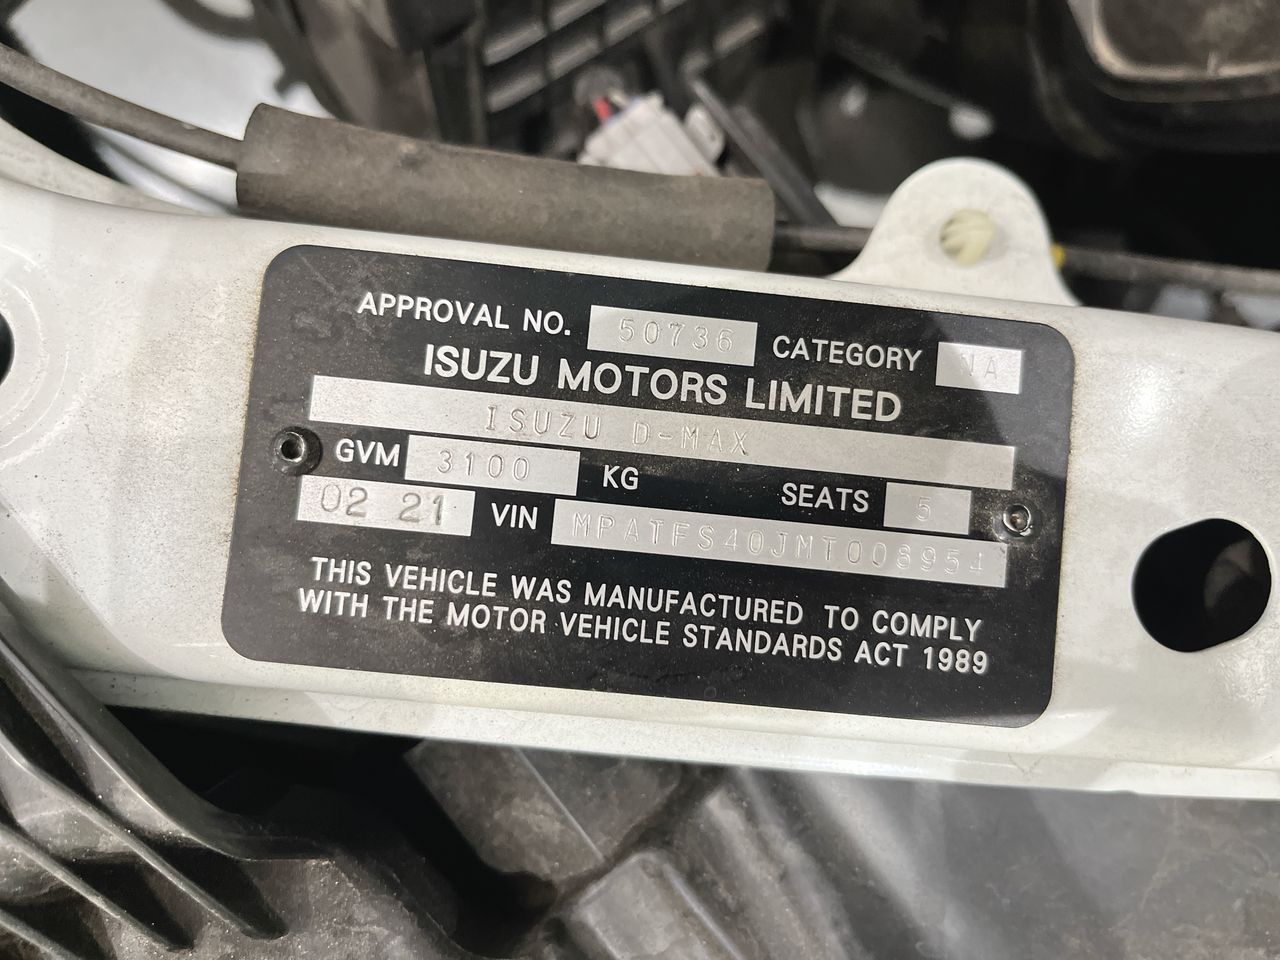 APPROVAL NO. 50736 CATEGORY NA
ISUZU MOTORS LIMITED
ISUZU D-MAX
GVM 3100 KG SEATS 5
02 21 VIN MPATFS40JMT008954
THIS VEHICLE WAS MANUFACTURED TO COMPLY
WITH THE MOTOR VEHICLE STANDARDS ACT 1989